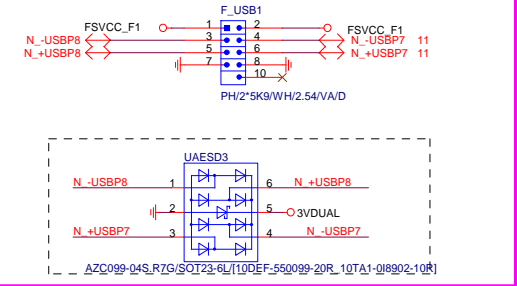 F_USB1
FSVCC_F1 1 2 FSVCC_F1
N_-USBP8 3 4 N_-USBP7 11
N_+USBP8 5 6 N_+USBP7 11
7 8
10
PH/2*5K9/WH/2.54/VA/D
UAESD3
N_-USBP8 1 6 N_+USBP8
2 5 3VDUAL
N_+USBP7 3 4 N_-USBP7
AZC099-04S.R7G/SOT23-6L/[10DEF-550099-20R_10TA1-0I8902-10R]